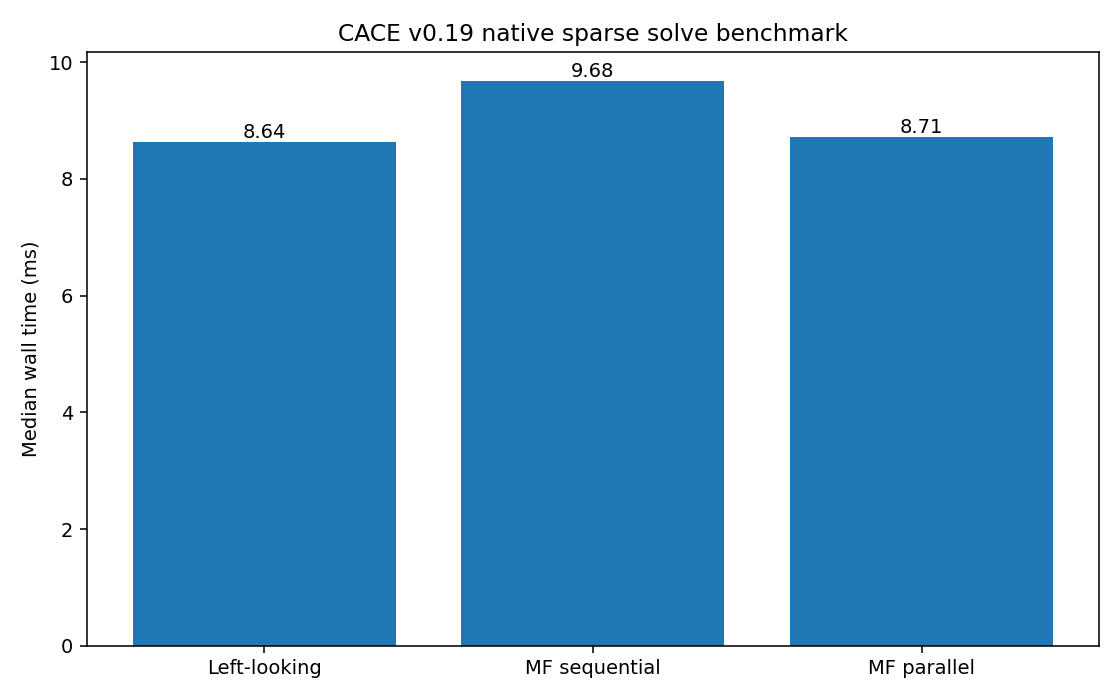 CACE v0.19 native sparse solve benchmark
Median wall time (ms)
10
8
6
4
2
0
8.64
9.68
8.71
Left-looking
MF sequential
MF parallel